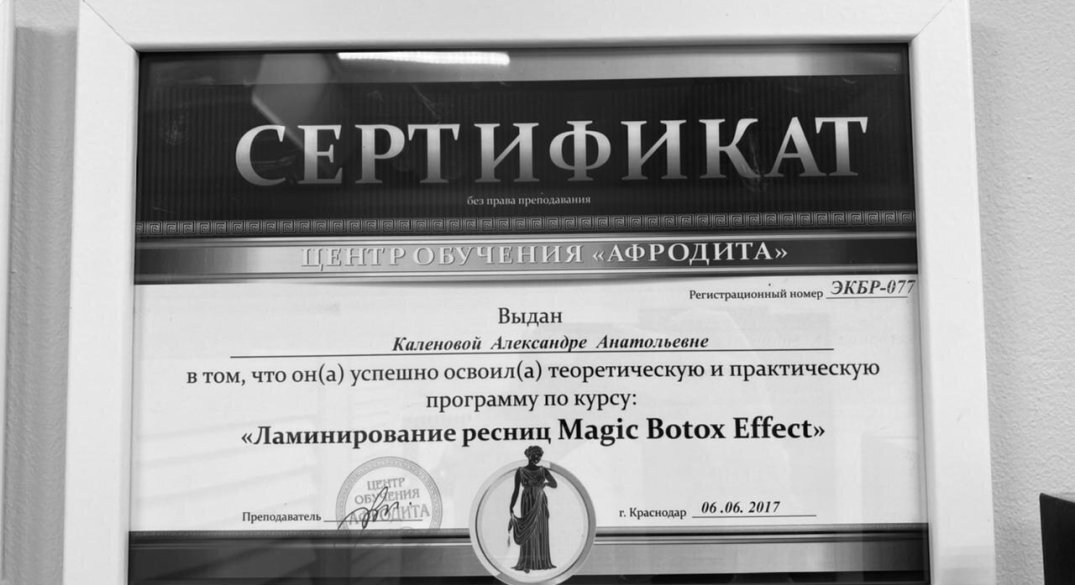 СЕРТИФИКАТ
без права преподавания
ЦЕНТР ОБУЧЕНИЯ «АФРОДИТА»
Регистрационный номер ЭКБР-077
Выдан
Каленовой Александре Анатольевне
в том, что он(а) успешно освоил(а) теоретическую и практическую
программу по курсу:
«Ламинирование ресниц Magic Botox Effect»
ЦЕНТР
ОБУЧЕНИЯ
АФРОДИТА
Преподаватель
г. Краснодар 06.06. 2017